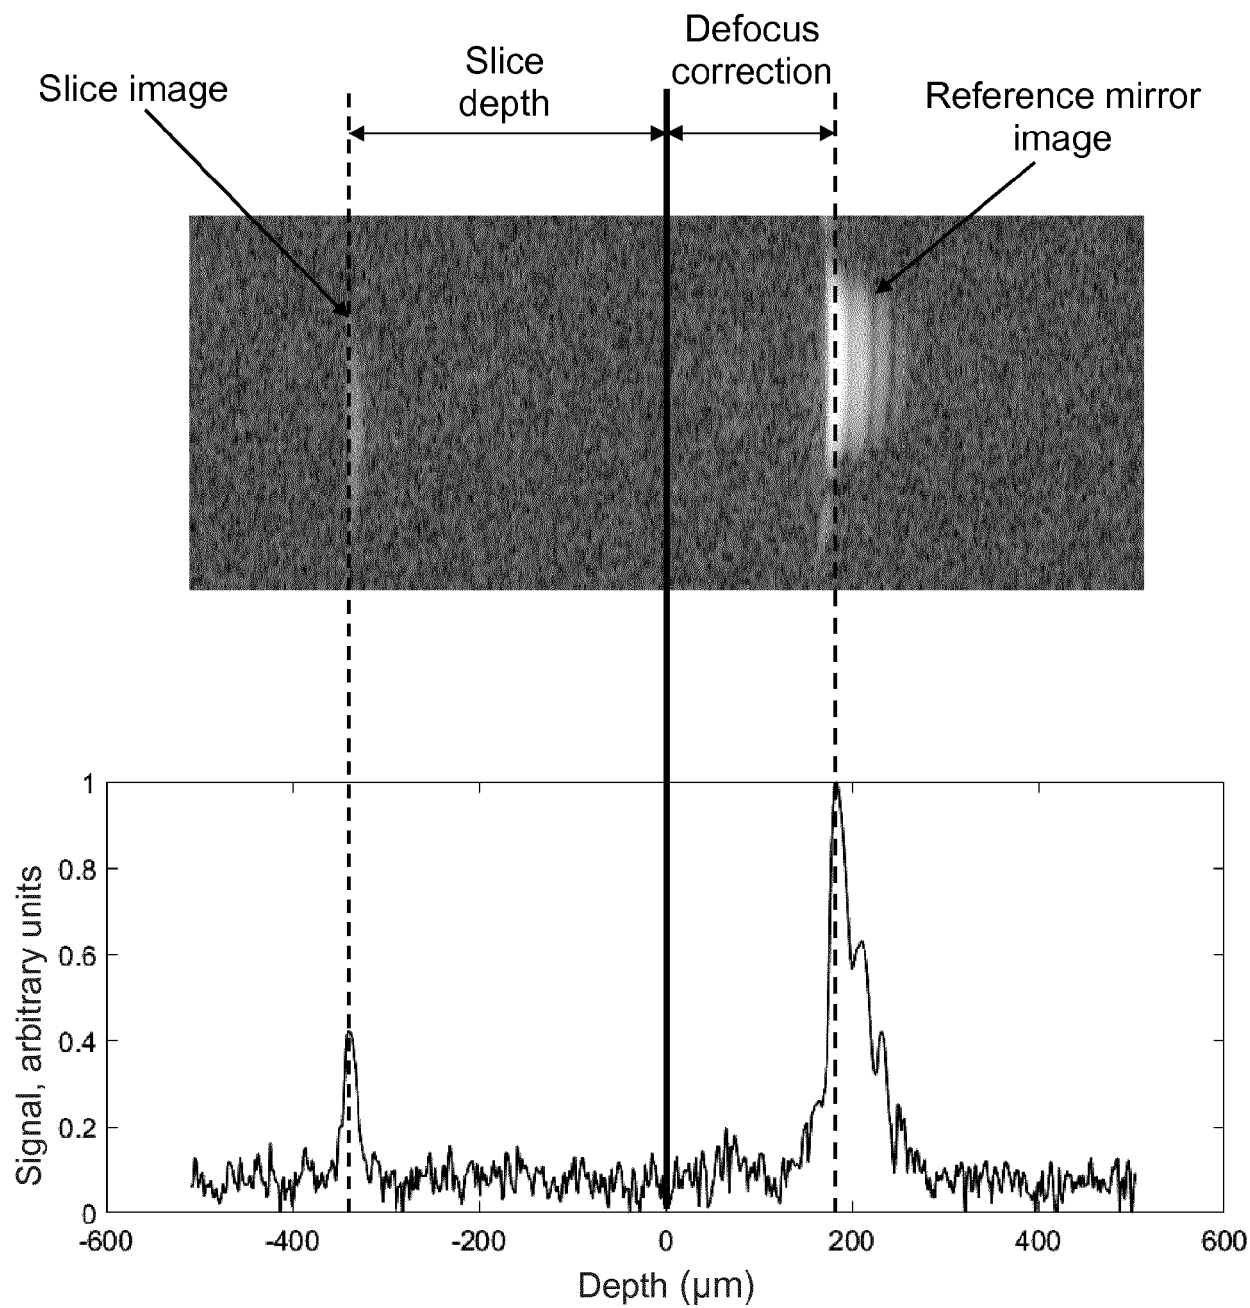 Defocus
correction
Slice
depth
Slice image
Reference mirror
image
1
0.8
0.6
0.4
0.2
0
Signal, arbitrary units
-600
-400
-200
0
200
400
600
Depth (μm)